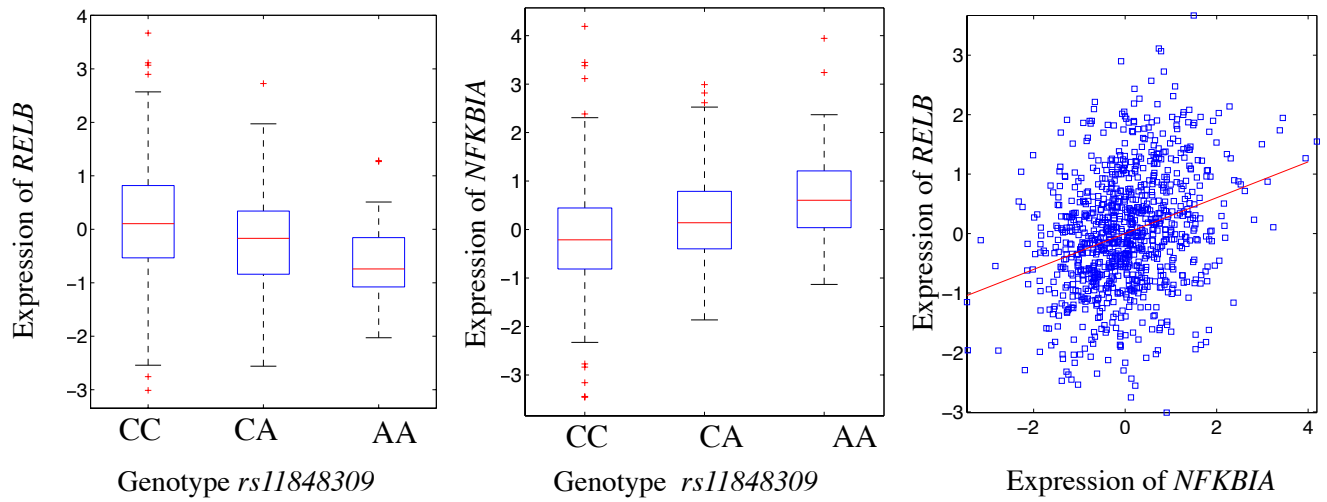 Expression of RELB
4
3
2
1
0
−1
−2
−3
CC CA AA
Genotype rs11848309
Expression of NFKBIA
4
3
2
1
0
−1
−2
−3
CC CA AA
Genotype rs11848309
Expression of RELB
3
2
1
0
−1
−2
−3
−2 0 2 4
Expression of NFKBIA